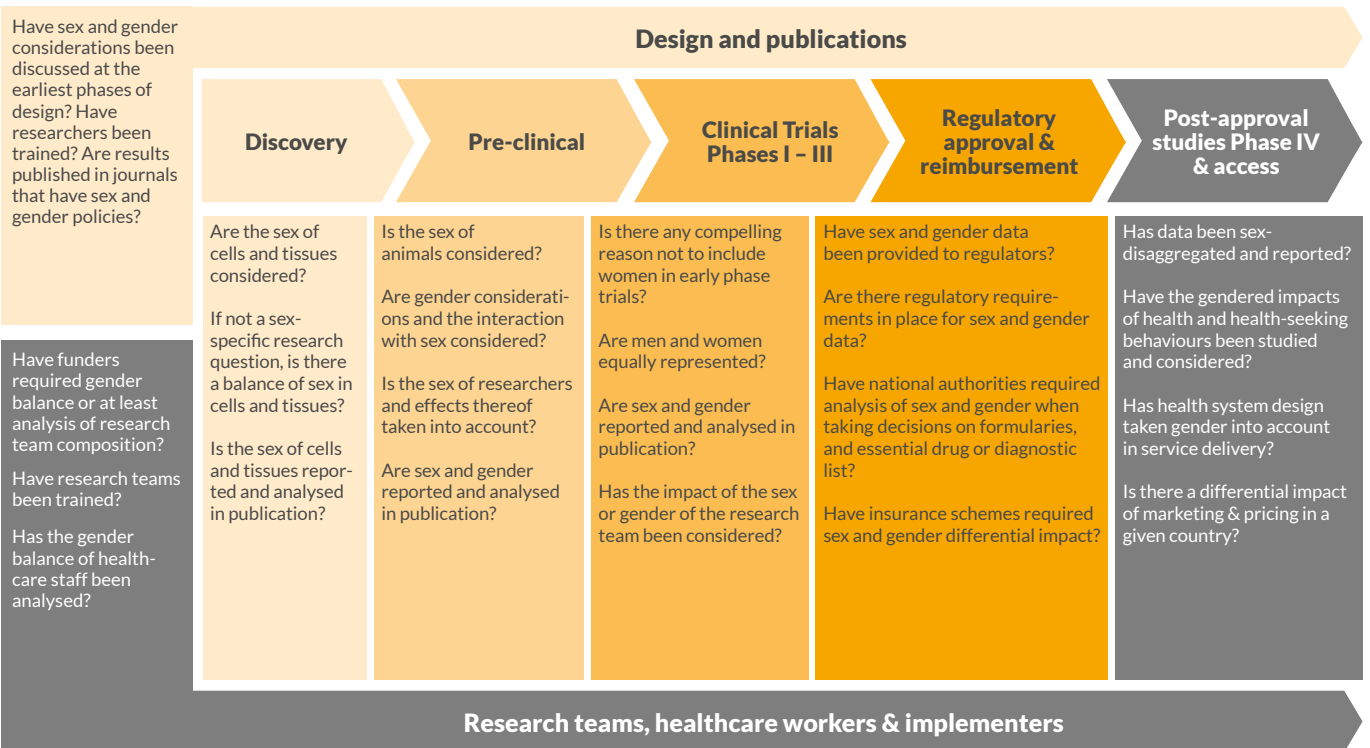 Have sex and gender
considerations been
discussed at the
earliest phases of
design? Have
researchers been
trained? Are results
published in journals
that have sex and
gender policies?
Design and publications
Discovery
Pre-clinical
Clinical Trials
Phases I – III
Regulatory
approval &
reimbursement
Post-approval
studies Phase IV
& access
Are the sex of
cells and tissues
considered?
If not a sex-
specific research
question, is there
a balance of sex in
cells and tissues?
Is the sex of cells
and tissues repor-
ted and analysed
in publication?
Is the sex of
animals considered?
Are gender considerati-
ons and the interaction
with sex considered?
Is the sex of researchers
and effects thereof
taken into account?
Are sex and gender
reported and analysed
in publication?
Is there any compelling
reason not to include
women in early phase
trials?
Are men and women
equally represented?
Are sex and gender
reported and analysed in
publication?
Has the impact of the sex
or gender of the research
team been considered?
Have sex and gender data
been provided to regulators?
Are there regulatory require-
ments in place for sex and gender
data?
Have national authorities required
analysis of sex and gender when
taking decisions on formularies,
and essential drug or diagnostic
list?
Have insurance schemes required
sex and gender differential impact?
Has data been sex-
disaggregated and reported?
Have the gendered impacts
of health and health-seeking
behaviours been studied
and considered?
Has health system design
taken gender into account
in service delivery?
Is there a differential impact
of marketing & pricing in a
given country?
Have funders
required gender
balance or at least
analysis of research
team composition?
Have research teams
been trained?
Has the gender
balance of health-
care staff been
analysed?
Research teams, healthcare workers & implementers